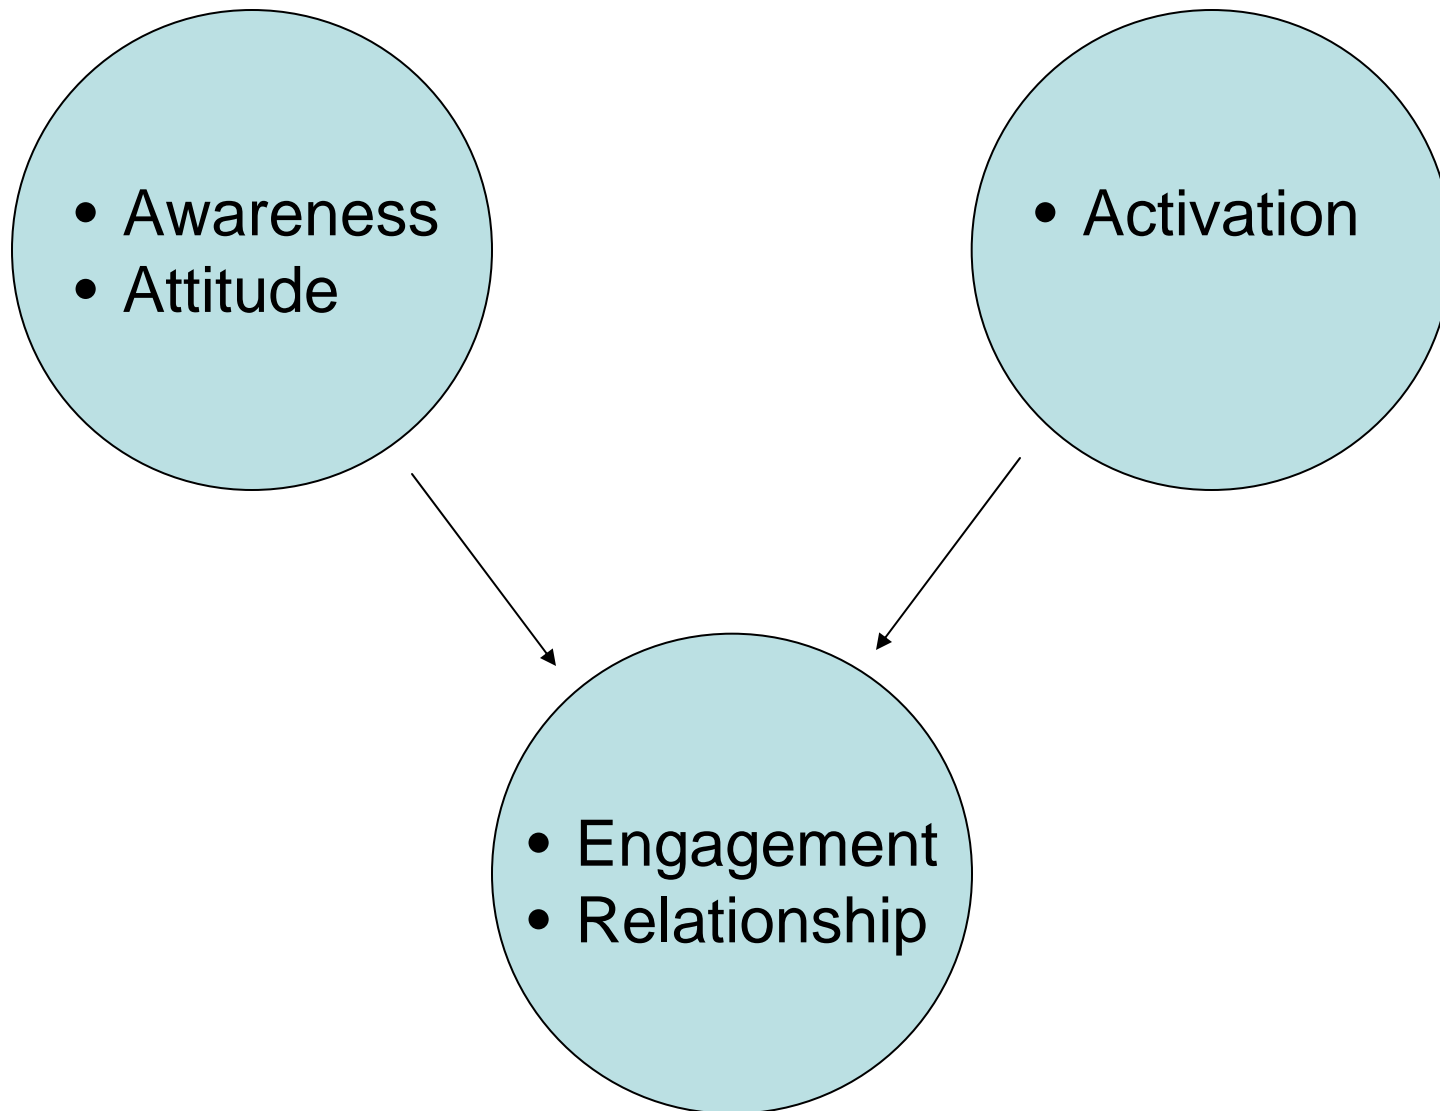 • Awareness
• Attitude
• Activation
• Engagement
• Relationship